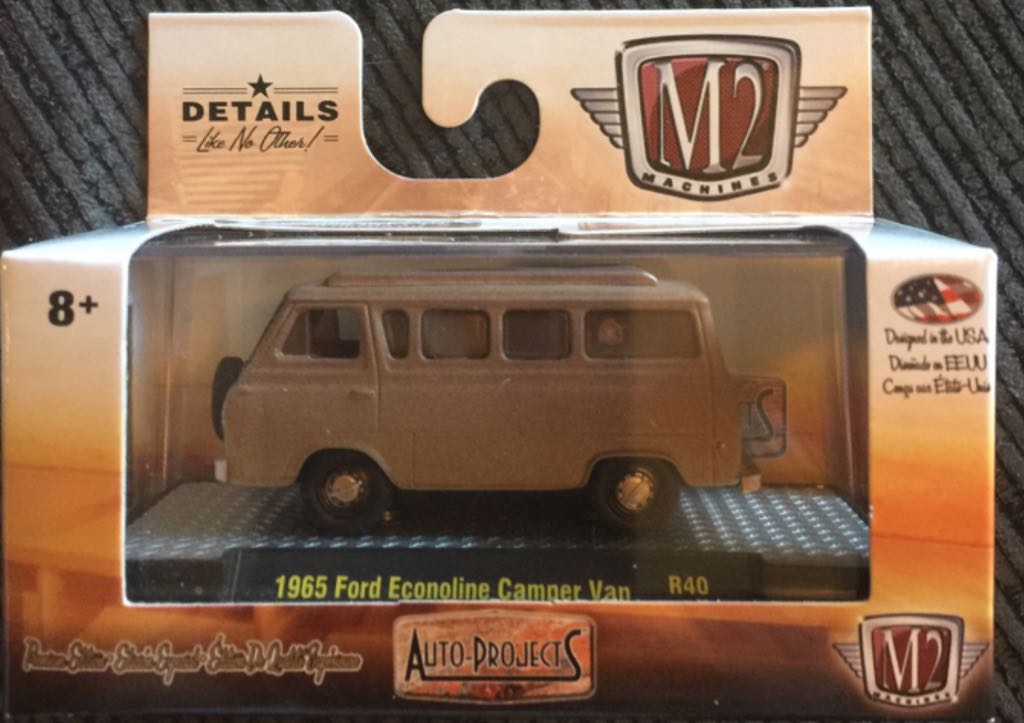 DETAILS
Like No Other!
M2
MACHINES
8+
Designed in the USA
Diseñado en EEUU
Conçu aux États-Unis
1965 Ford Econoline Camper Van R40
AUTO-PROJECTS
M2
MACHINES